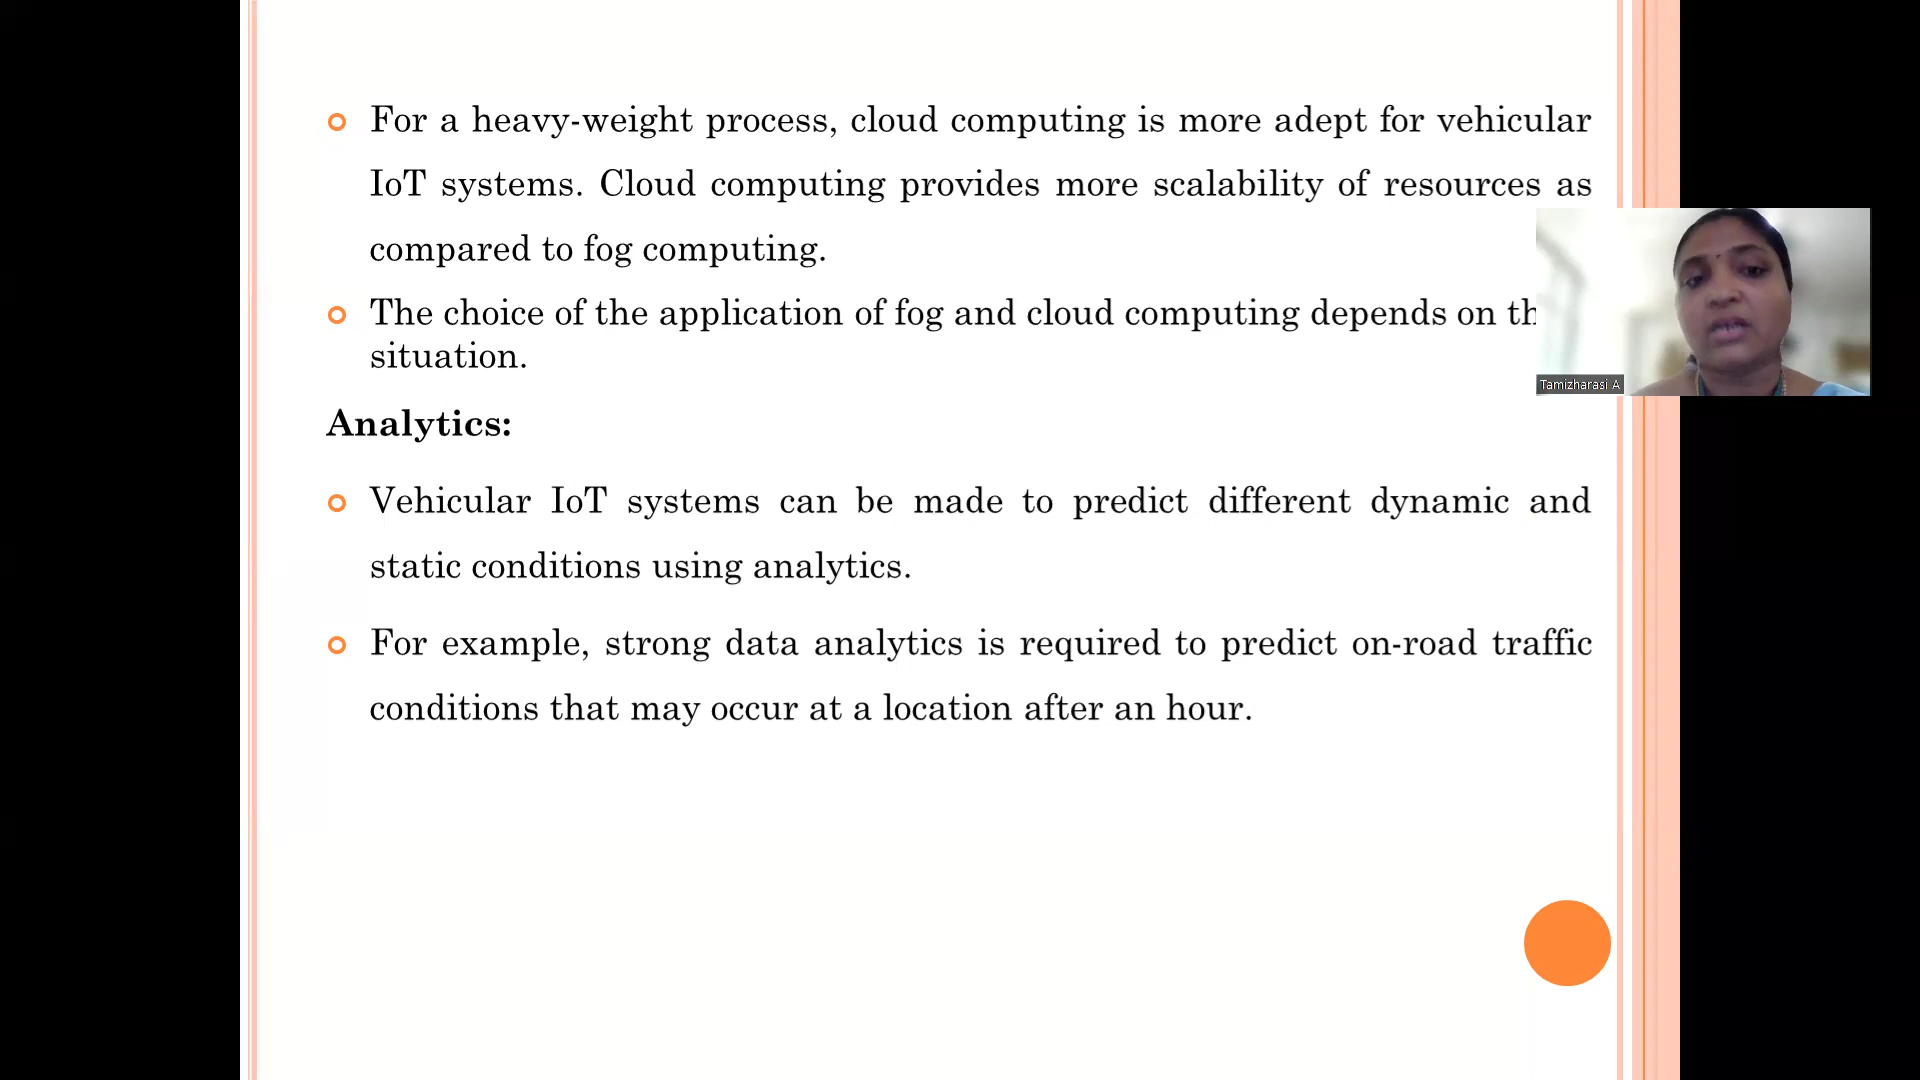 For a heavy-weight process, cloud computing is more adept for vehicular
IoT systems. Cloud computing provides more scalability of resources as
compared to fog computing.
The choice of the application of fog and cloud computing depends on th
situation.
Analytics:
Vehicular IoT systems can be made to predict different dynamic and
static conditions using analytics.
For example, strong data analytics is required to predict on-road traffic
conditions that may occur at a location after an hour.
Tamizharasi A